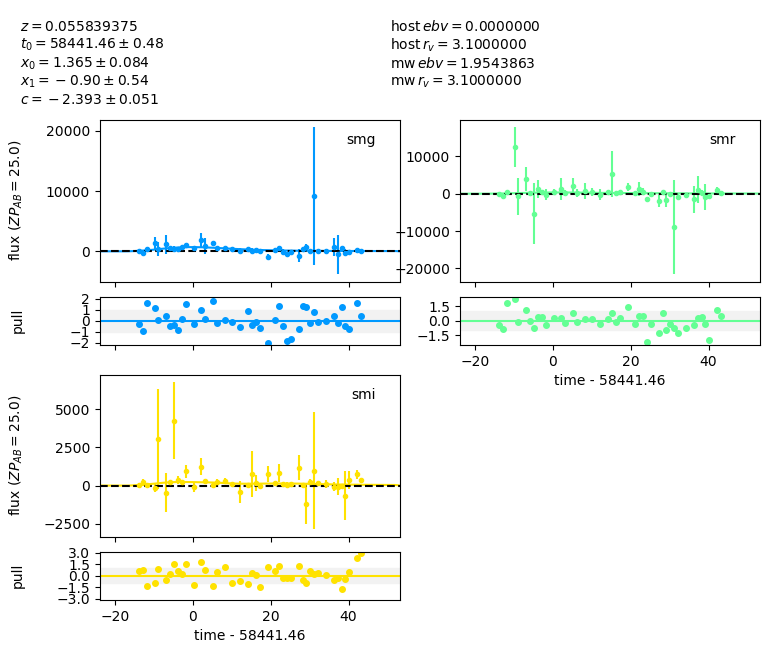 z = 0.055839375
t₀ = 58441.46 ± 0.48
x₀ = 1.365 ± 0.084
x₁ = −0.90 ± 0.54
c = −2.393 ± 0.051
host ebv = 0.0000000
host r_v = 3.1000000
mw ebv = 1.9543863
mw r_v = 3.1000000
smg
flux (ZP_AB = 25.0)
20000
10000
0
pull
2
1
0
−1
−2
smr
10000
0
−10000
−20000
1.5
0.0
−1.5
−20
0
20
40
time - 58441.46
smi
flux (ZP_AB = 25.0)
5000
2500
0
−2500
pull
3.0
1.5
0.0
−1.5
−3.0
−20
0
20
40
time - 58441.46